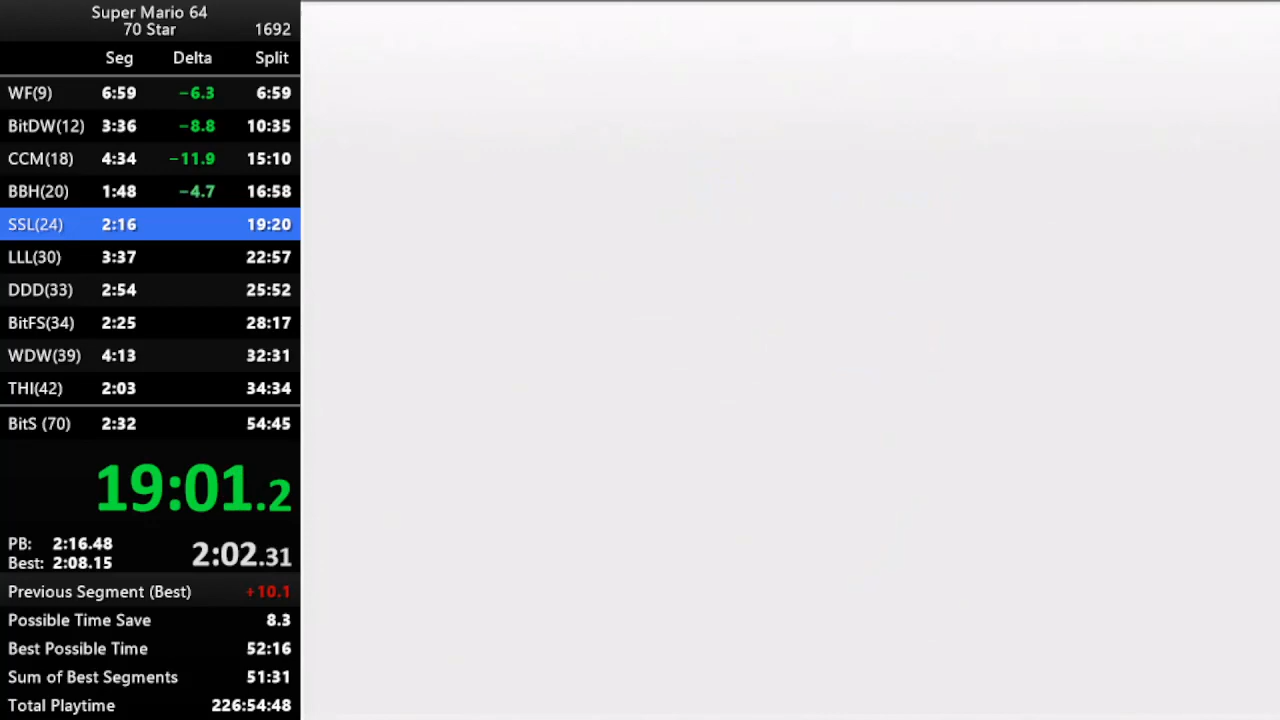 Super Mario 64
70 Star 1692
Seg Delta Split
WF(9) 6:59 −6.3 6:59
BitDW(12) 3:36 −8.8 10:35
CCM(18) 4:34 −11.9 15:10
BBH(20) 1:48 −4.7 16:58
SSL(24) 2:16 19:20
LLL(30) 3:37 22:57
DDD(33) 2:54 25:52
BitFS(34) 2:25 28:17
WDW(39) 4:13 32:31
THI(42) 2:03 34:34
BitS (70) 2:32 54:45
19:01.2
PB: 2:16.48
Best: 2:08.15
2:02.31
Previous Segment (Best) +10.1
Possible Time Save 8.3
Best Possible Time 52:16
Sum of Best Segments 51:31
Total Playtime 226:54:48